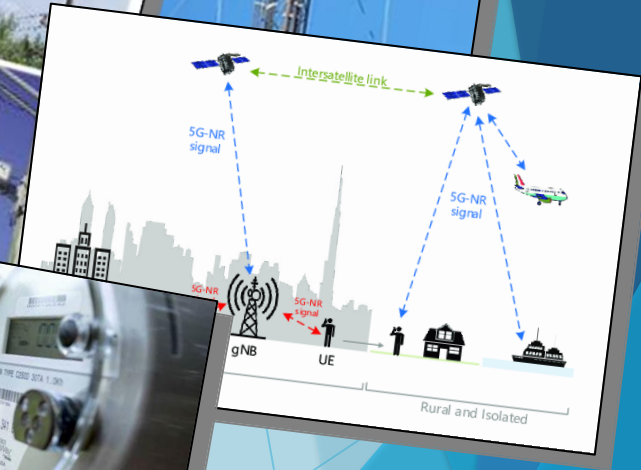 Intersatellite link
5G-NR
signal
5G-NR
signal
5G-NR
5G-NR
signal
gNB
UE
Rural and Isolated